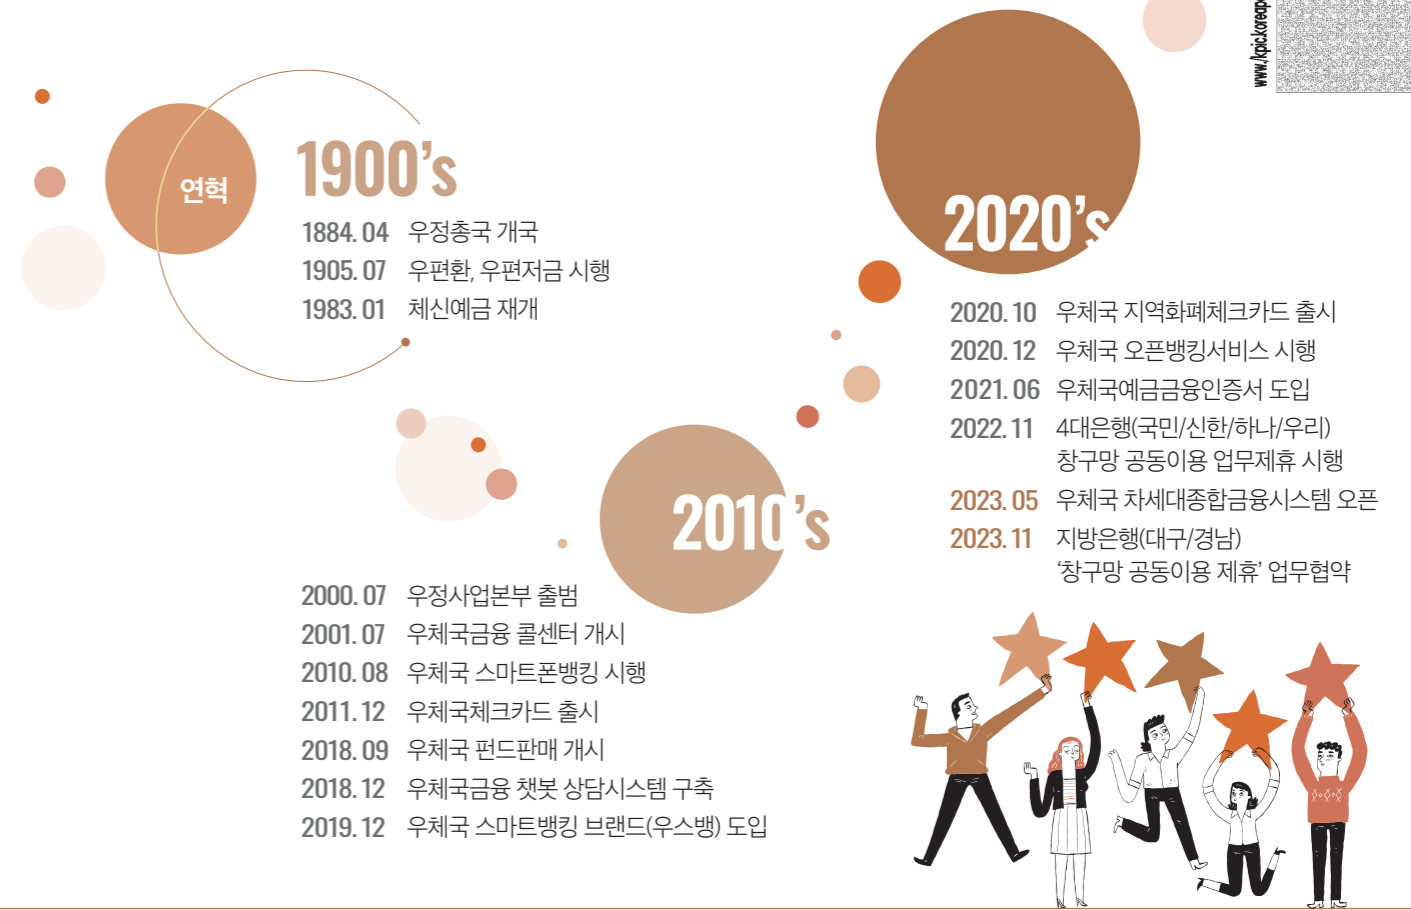 연혁
1900’s
1884. 04 우정총국 개국
1905. 07 우편환, 우편저금 시행
1983. 01 체신예금 재개
2010’s
2000. 07 우정사업본부 출범
2001. 07 우체국금융 콜센터 개시
2010. 08 우체국 스마트폰뱅킹 시행
2011. 12 우체국체크카드 출시
2018. 09 우체국 펀드판매 개시
2018. 12 우체국금융 챗봇 상담시스템 구축
2019. 12 우체국 스마트뱅킹 브랜드(우스뱅) 도입
2020’s
2020. 10 우체국 지역화폐체크카드 출시
2020. 12 우체국 오픈뱅킹서비스 시행
2021. 06 우체국예금금융인증서 도입
2022. 11 4대은행(국민/신한/하나/우리)
창구망 공동이용 업무제휴 시행
2023. 05 우체국 차세대종합금융시스템 오픈
2023. 11 지방은행(대구/경남)
‘창구망 공동이용 제휴’ 업무협약